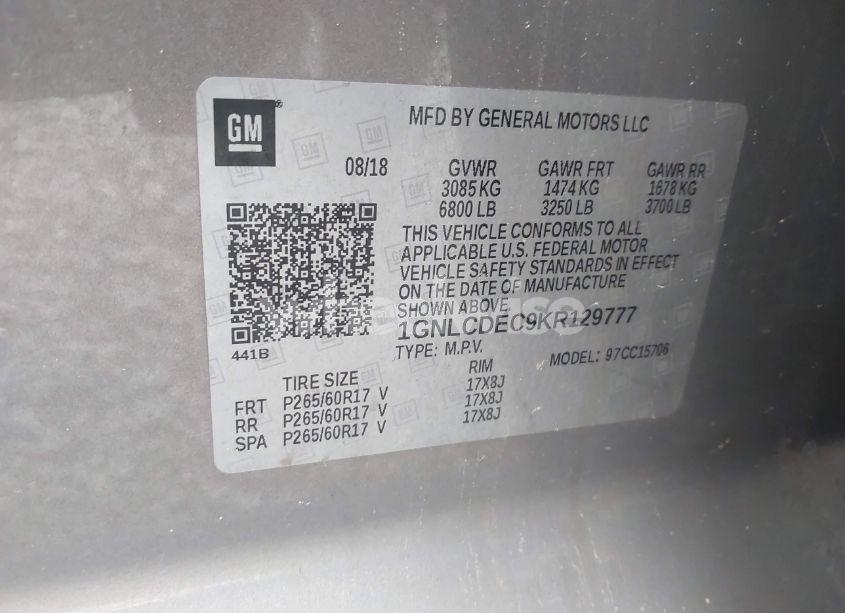 GM
MFD BY GENERAL MOTORS LLC
08/18 GVWR GAWR FRT GAWR RR
3085 KG 1474 KG 1678 KG
6800 LB 3250 LB 3700 LB
THIS VEHICLE CONFORMS TO ALL
APPLICABLE U.S. FEDERAL MOTOR
VEHICLE SAFETY STANDARDS IN EFFECT
ON THE DATE OF MANUFACTURE
SHOWN ABOVE.
1GNLCDEC9KR129777
441B TYPE: M.P.V. MODEL: 97CC15706
TIRE SIZE RIM
FRT P265/60R17 V 17X8J
RR P265/60R17 V 17X8J
SPA P265/60R17 V 17X8J